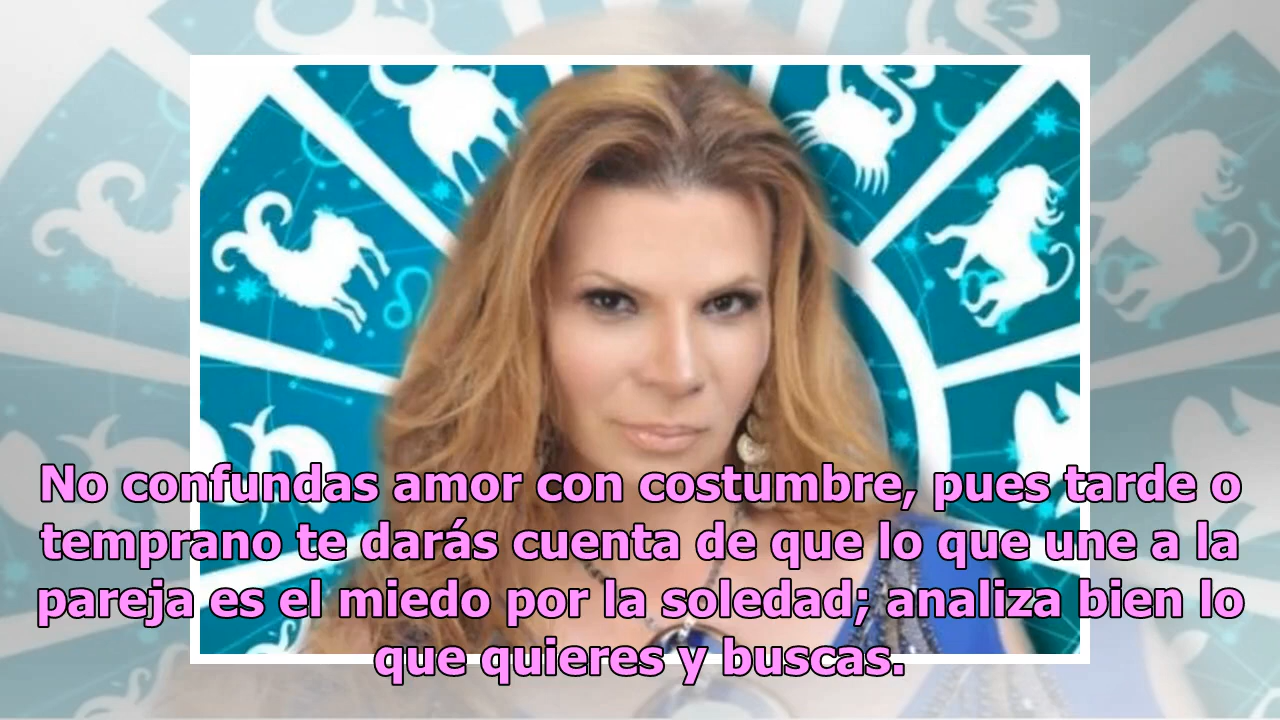 No confundas amor con costumbre, pues tarde o
temprano te darás cuenta de que lo que une a la
pareja es el miedo por la soledad; analiza bien lo
que quieres y buscas.